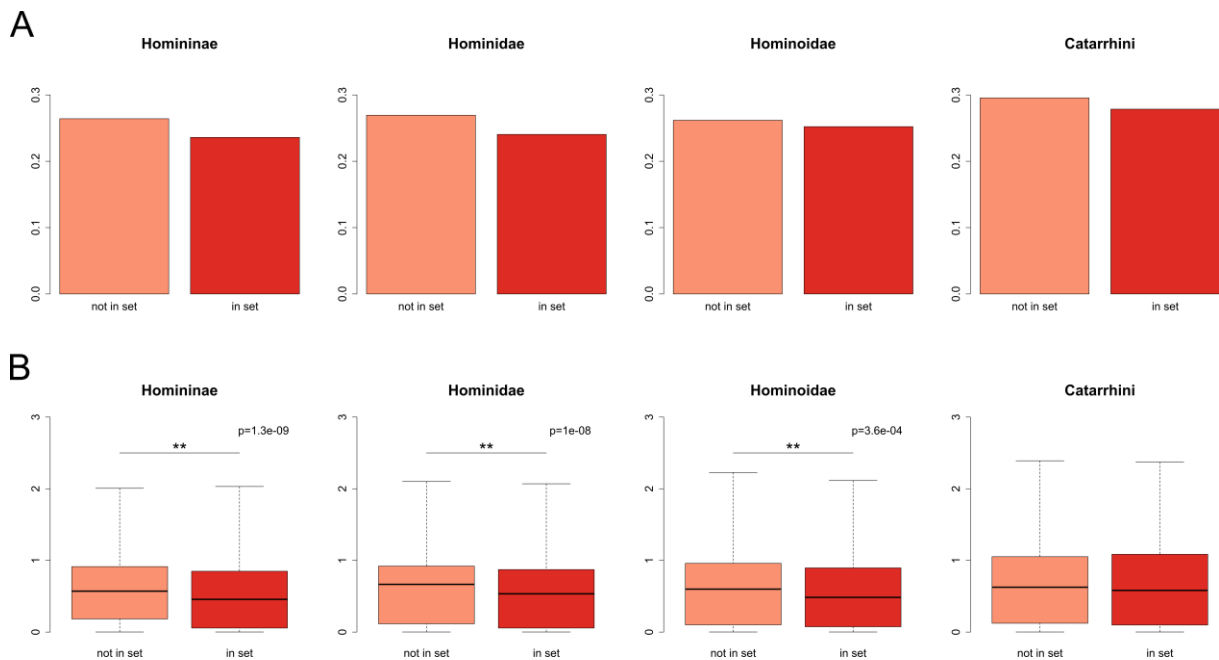 A
Homininae Hominidae Hominoidae Catarrhini
0.3 0.3 0.3 0.3
0.2 0.2 0.2 0.2
0.1 0.1 0.1 0.1
0.0 0.0 0.0 0.0
not in set in set not in set in set not in set in set not in set in set
B
Homininae Hominidae Hominoidae Catarrhini
3 3 3 3
p=1.3e-09 p=1e-08 p=3.6e-04
** ** **
2 2 2 2
1 1 1 1
0 0 0 0
not in set in set not in set in set not in set in set not in set in set